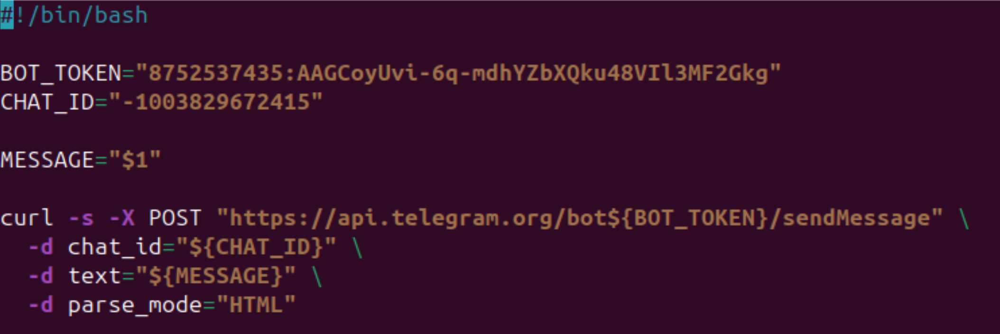 #!/bin/bash
BOT_TOKEN="8752537435:AAGCoyUvi-6q-mdhYZbXQku48VIl3MF2Gkg"
CHAT_ID="-1003829672415"
MESSAGE="$1"
curl -s -X POST "https://api.telegram.org/bot${BOT_TOKEN}/sendMessage" \
  -d chat_id="${CHAT_ID}" \
  -d text="${MESSAGE}" \
  -d parse_mode="HTML"